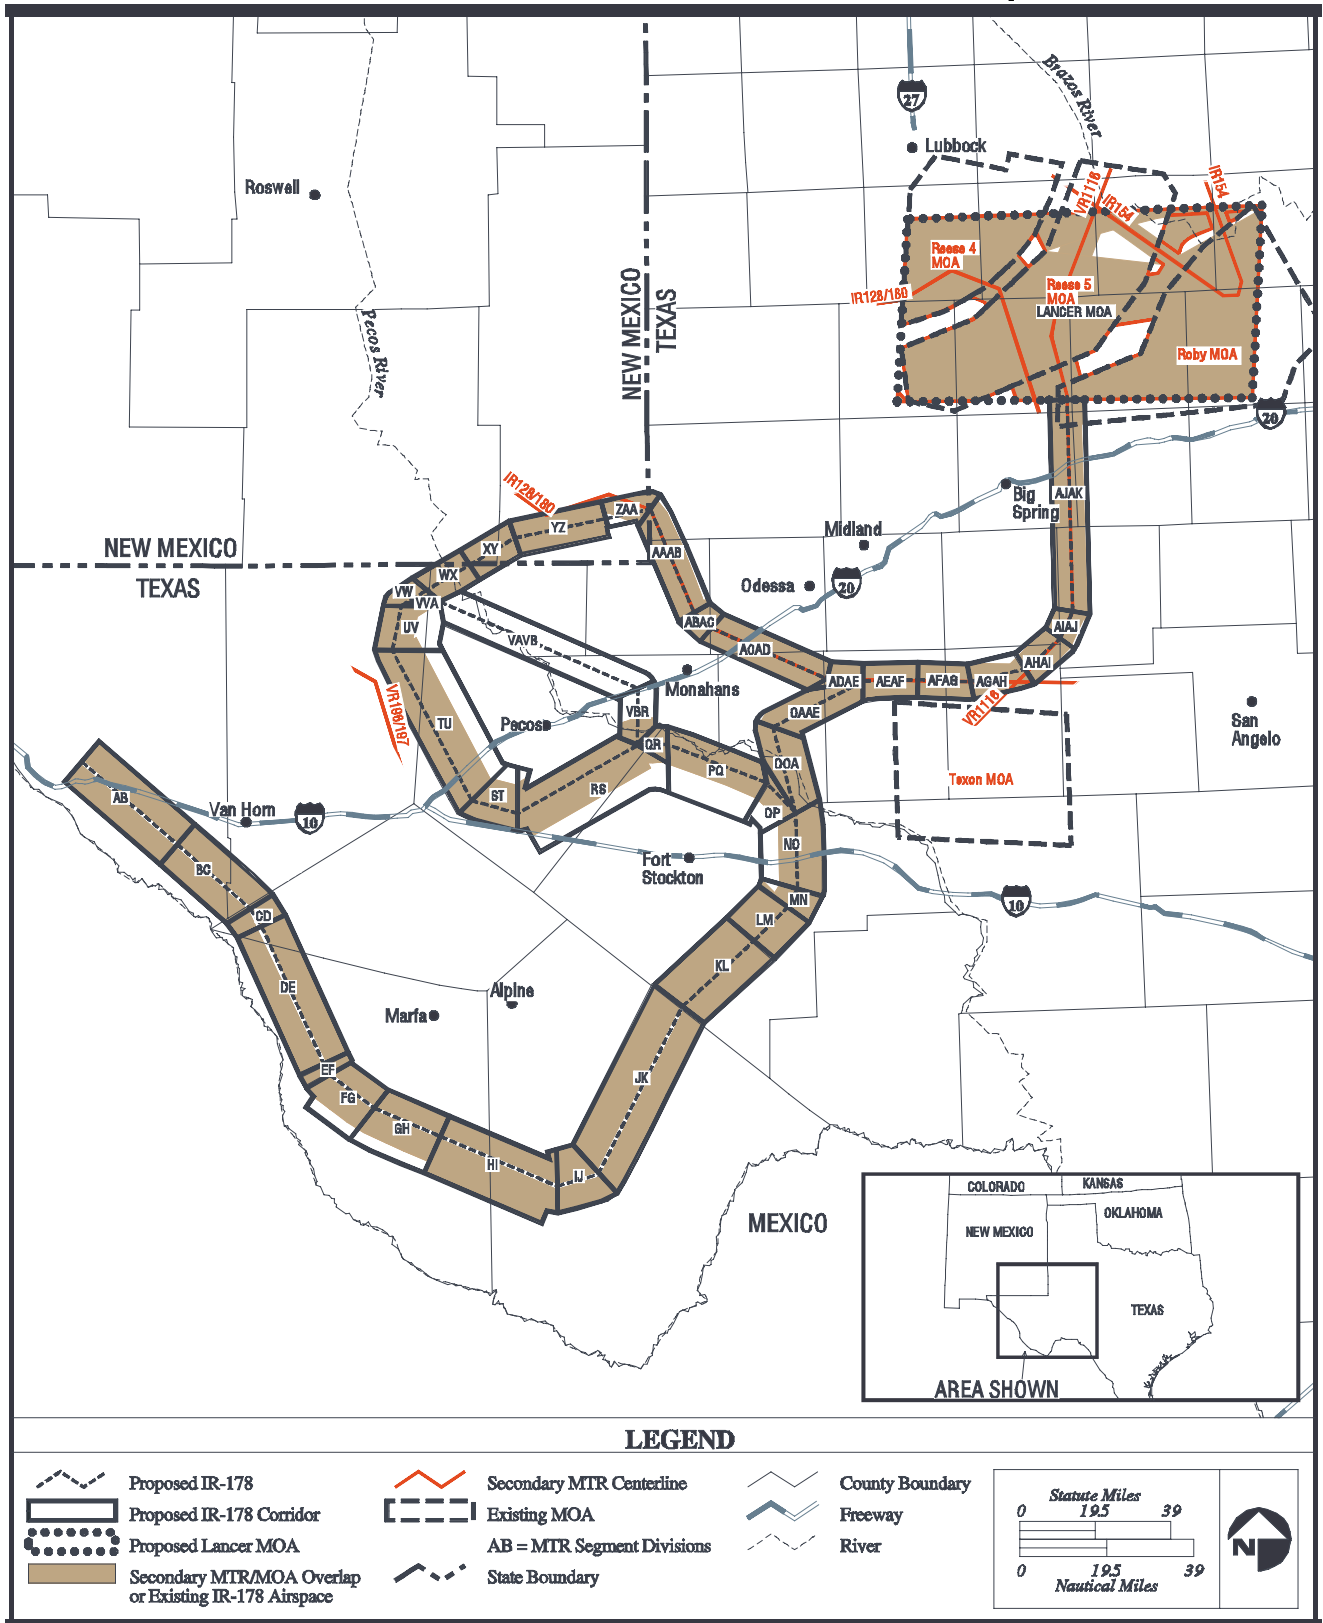 27
Lubbock
Brazos River
Roswell
VR1116
IR154
IR154
Reese 4
MOA
IR128/180
Reese 5
MOA
LANCER MOA
Roby MOA
NEW MEXICO
TEXAS
Pecos River
20
IR128/180
ZAA
YZ
XY
AAAB
AJAK
Big
Spring
Midland
Odessa
20
NEW MEXICO
TEXAS
WX
VW
VVA
UV
VAVB
ABAC
AIAJ
ACAD
AHAI
Monahans
ADAE
AEAF
AFAG
AGAH
VR1116
VR196/197
TU
Pecos
VBR
OAAE
San
Angelo
QR
PQ
OOA
Texon MOA
AB
Van Horn
10
ST
RS
OP
NO
BC
Fort
Stockton
10
CD
LM
MN
DE
KL
Alpine
Marfa
EF
FG
JK
GH
HI
IJ
MEXICO
COLORADO
KANSAS
NEW MEXICO
OKLAHOMA
TEXAS
AREA SHOWN
LEGEND
Proposed IR-178
Proposed IR-178 Corridor
Proposed Lancer MOA
Secondary MTR/MOA Overlap
or Existing IR-178 Airspace
Secondary MTR Centerline
Existing MOA
AB = MTR Segment Divisions
State Boundary
County Boundary
Freeway
River
Statute Miles
0 19.5 39
0 19.5 39
Nautical Miles
N